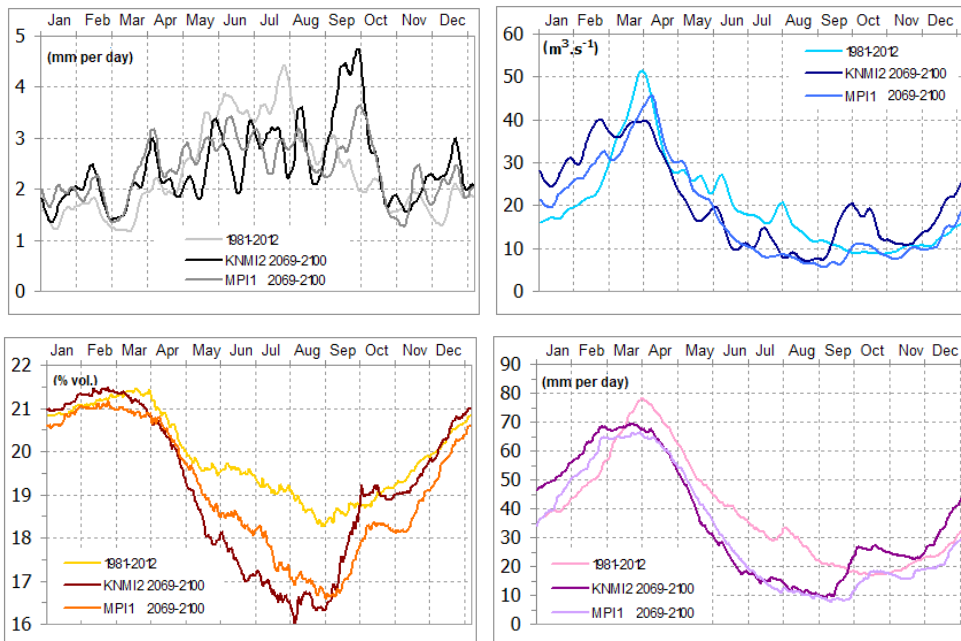 Jan Feb Mar Apr May Jun Jul Aug Sep Oct Nov Dec
5
(mm per day)
4
3
2
1
1981-2012
KNMI2 2069-2100
MPI1 2069-2100
0
Jan Feb Mar Apr May Jun Jul Aug Sep Oct Nov Dec
60
(m³.s⁻¹)
50
40
30
20
10
0
1981-2012
KNMI2 2069-2100
MPI1 2069-2100
Jan Feb Mar Apr May Jun Jul Aug Sep Oct Nov Dec
22
(% vol.)
21
20
19
18
17
16
1981-2012
KNMI2 2069-2100
MPI1 2069-2100
Jan Feb Mar Apr May Jun Jul Aug Sep Oct Nov Dec
90
(mm per day)
80
70
60
50
40
30
20
10
0
1981-2012
KNMI2 2069-2100
MPI1 2069-2100